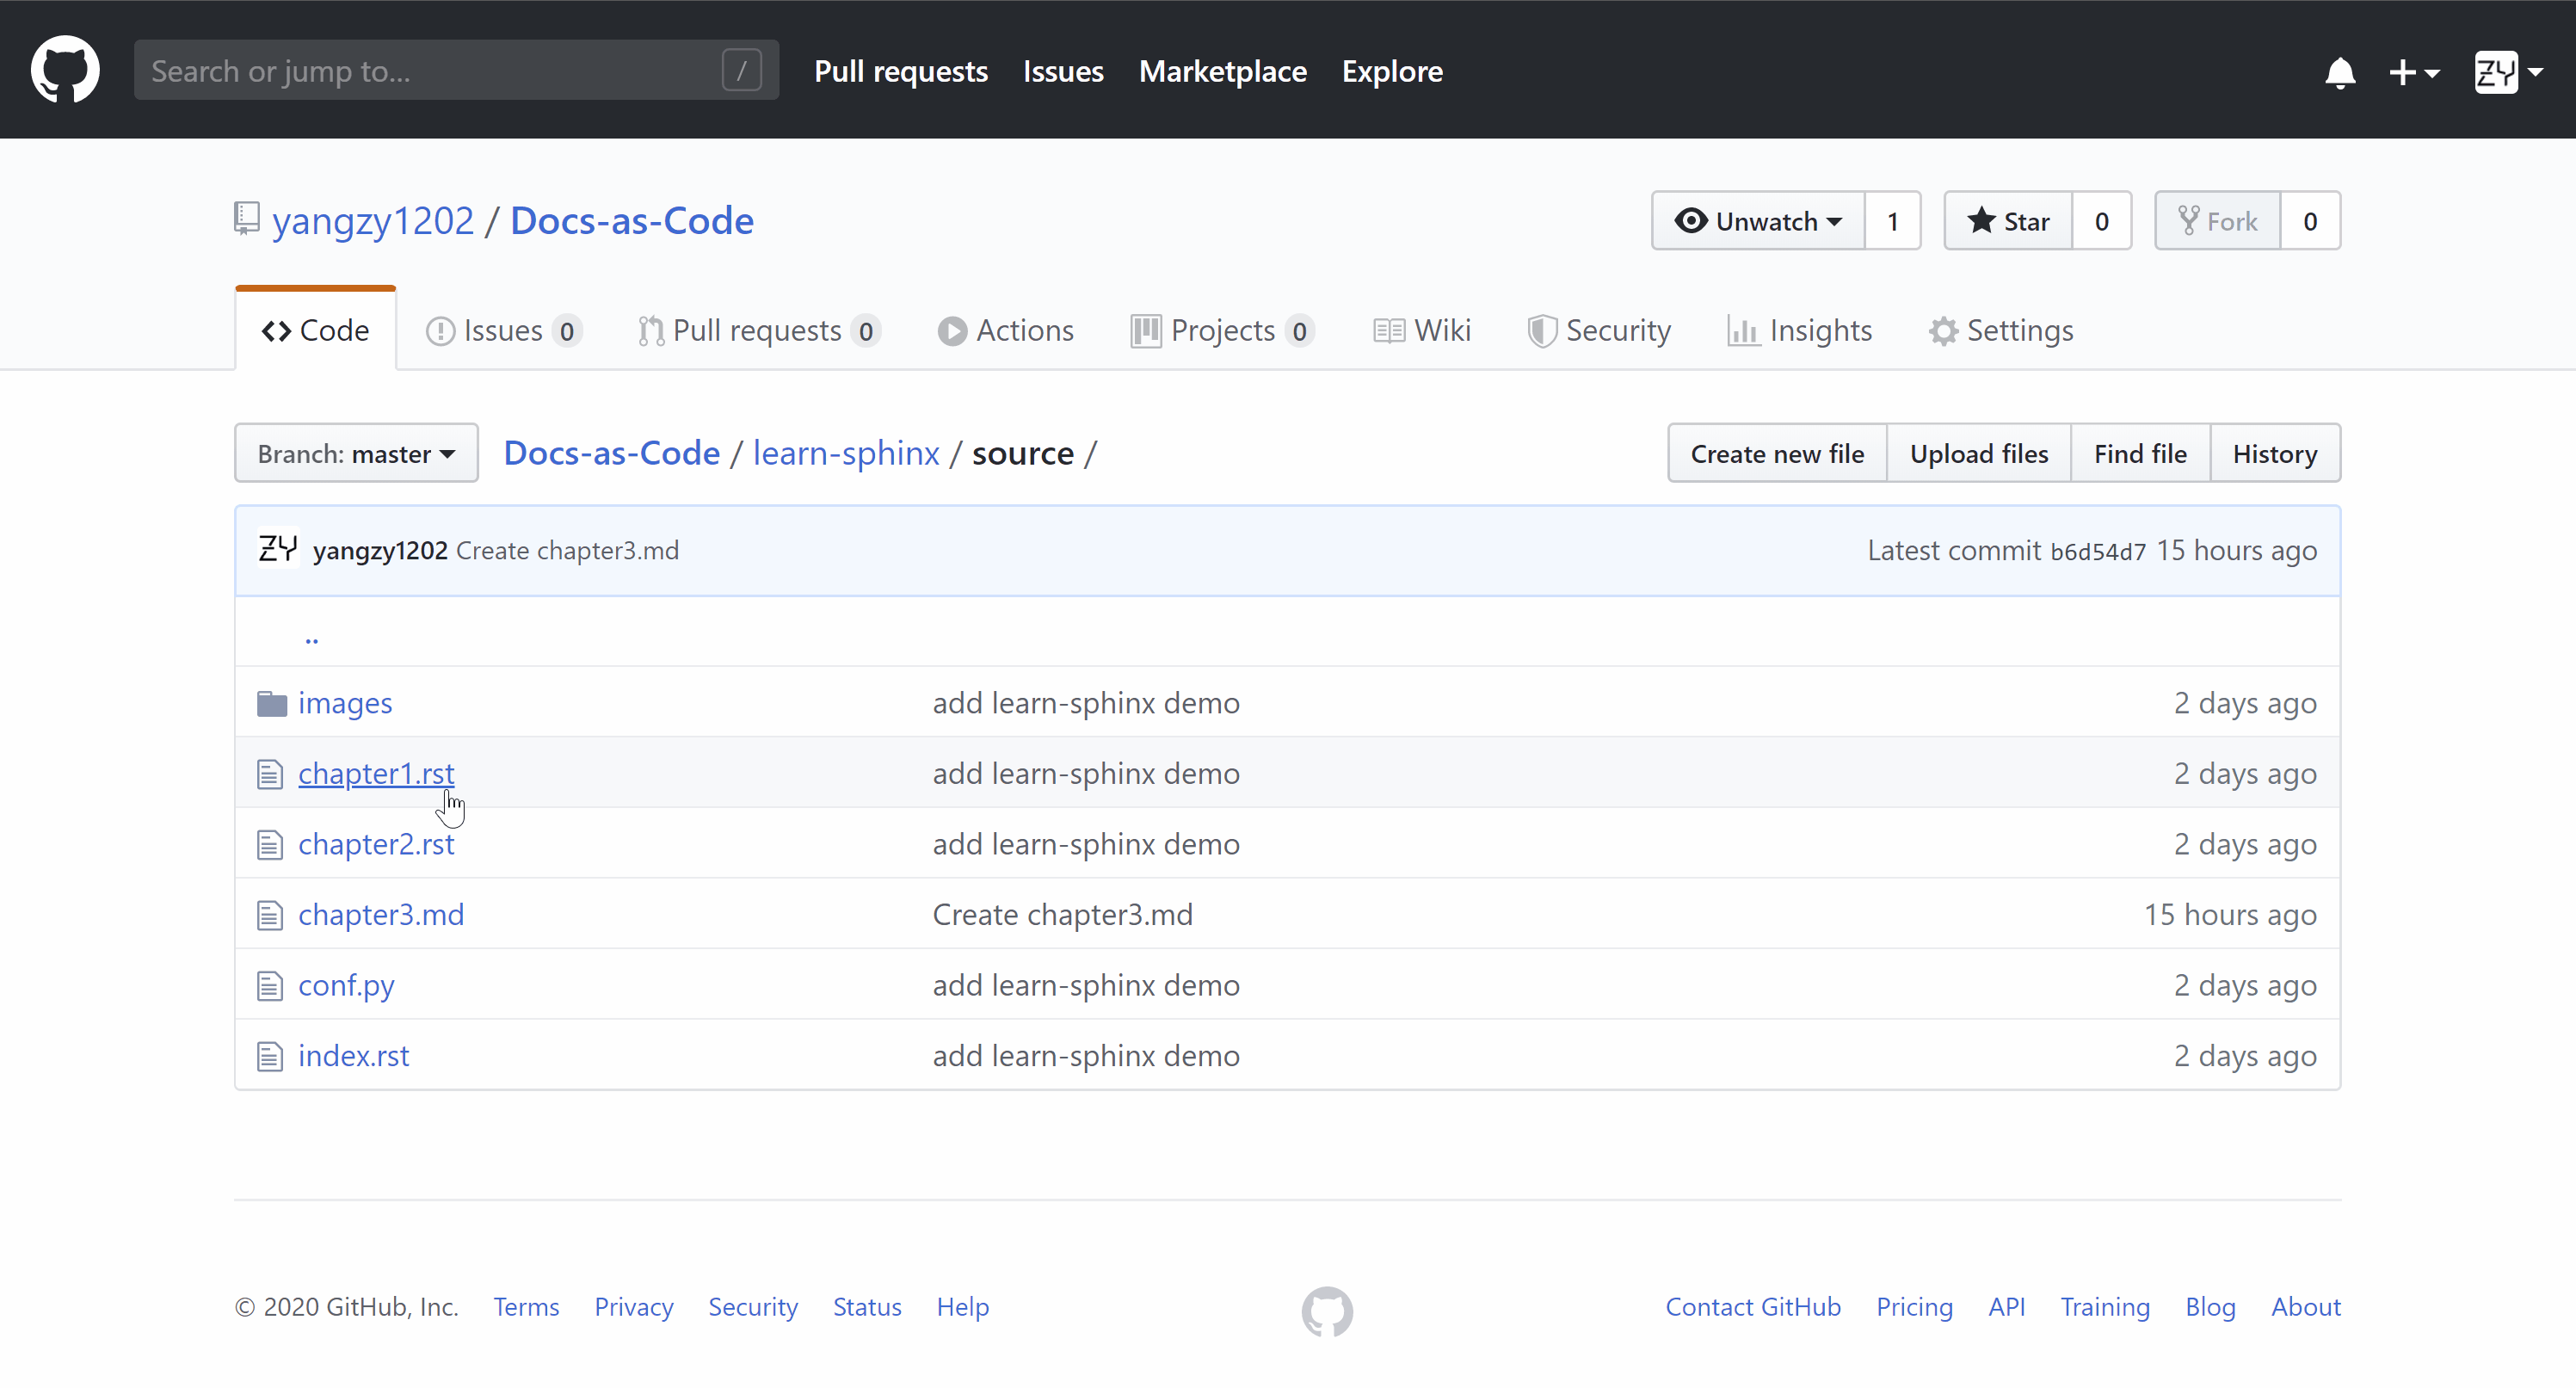 Search or jump to... / Pull requests Issues Marketplace Explore ZY
yangzy1202 / Docs-as-Code Unwatch 1 Star 0 Fork 0
Code Issues 0 Pull requests 0 Actions Projects 0 Wiki Security Insights Settings
Branch: master Docs-as-Code / learn-sphinx / source / Create new file Upload files Find file History
ZY yangzy1202 Create chapter3.md Latest commit b6d54d7 15 hours ago
..
images add learn-sphinx demo 2 days ago
chapter1.rst add learn-sphinx demo 2 days ago
chapter2.rst add learn-sphinx demo 2 days ago
chapter3.md Create chapter3.md 15 hours ago
conf.py add learn-sphinx demo 2 days ago
index.rst add learn-sphinx demo 2 days ago
© 2020 GitHub, Inc. Terms Privacy Security Status Help Contact GitHub Pricing API Training Blog About